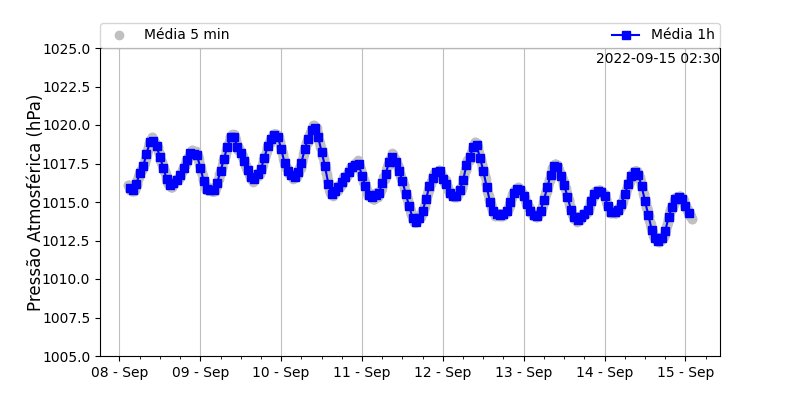 Média 5 min
Média 1h
2022-09-15 02:30
Pressão Atmosférica (hPa)
1025.0
1022.5
1020.0
1017.5
1015.0
1012.5
1010.0
1007.5
1005.0
08 - Sep
09 - Sep
10 - Sep
11 - Sep
12 - Sep
13 - Sep
14 - Sep
15 - Sep